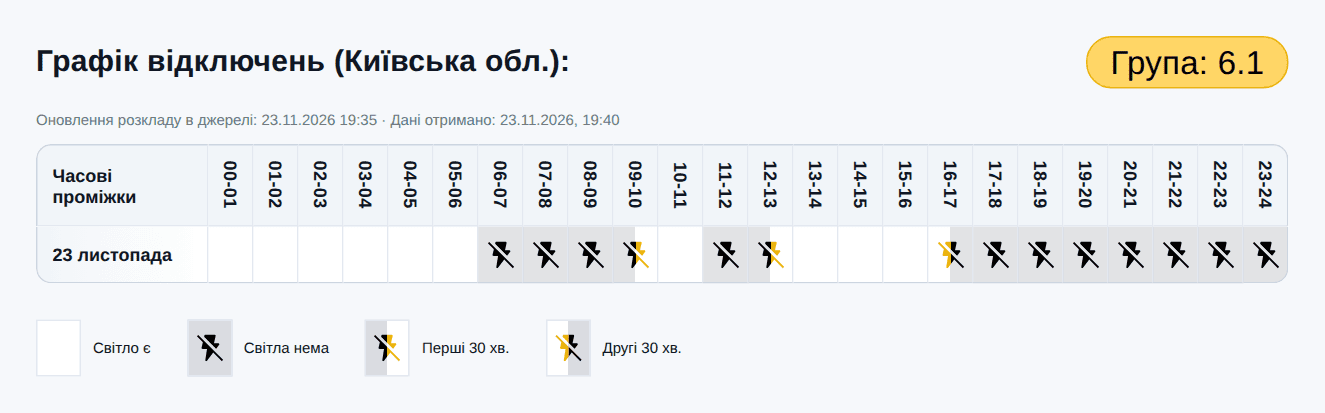 Графік відключень (Київська обл.):
Група: 6.1
Оновлення розкладу в джерелі: 23.11.2026 19:35 · Дані отримано: 23.11.2026, 19:40
Часові
проміжки
00-01
01-02
02-03
03-04
04-05
05-06
06-07
07-08
08-09
09-10
10-11
11-12
12-13
13-14
14-15
15-16
16-17
17-18
18-19
19-20
20-21
21-22
22-23
23-24
23 листопада
Світло є
Світла нема
Перші 30 хв.
Другі 30 хв.